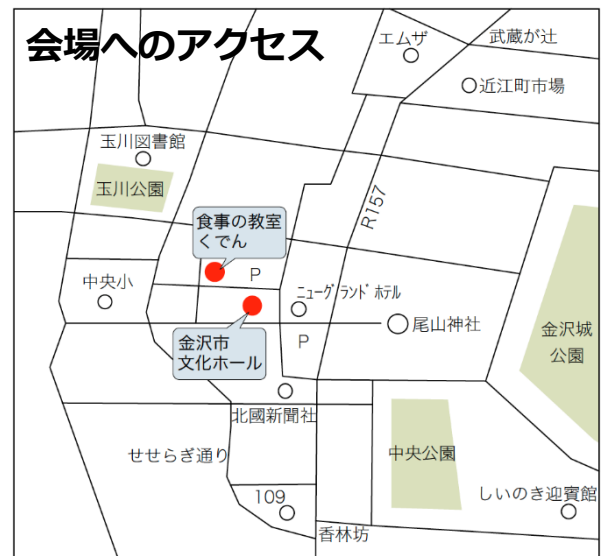 会場へのアクセス
エムザ
武蔵が辻
近江町市場
玉川図書館
玉川公園
R157
食事の教室
くでん
P
中央小
ニューグランド ホテル
尾山神社
金沢城
公園
金沢市
文化ホール
P
北國新聞社
せせらぎ通り
中央公園
109
しいのき迎賓館
香林坊